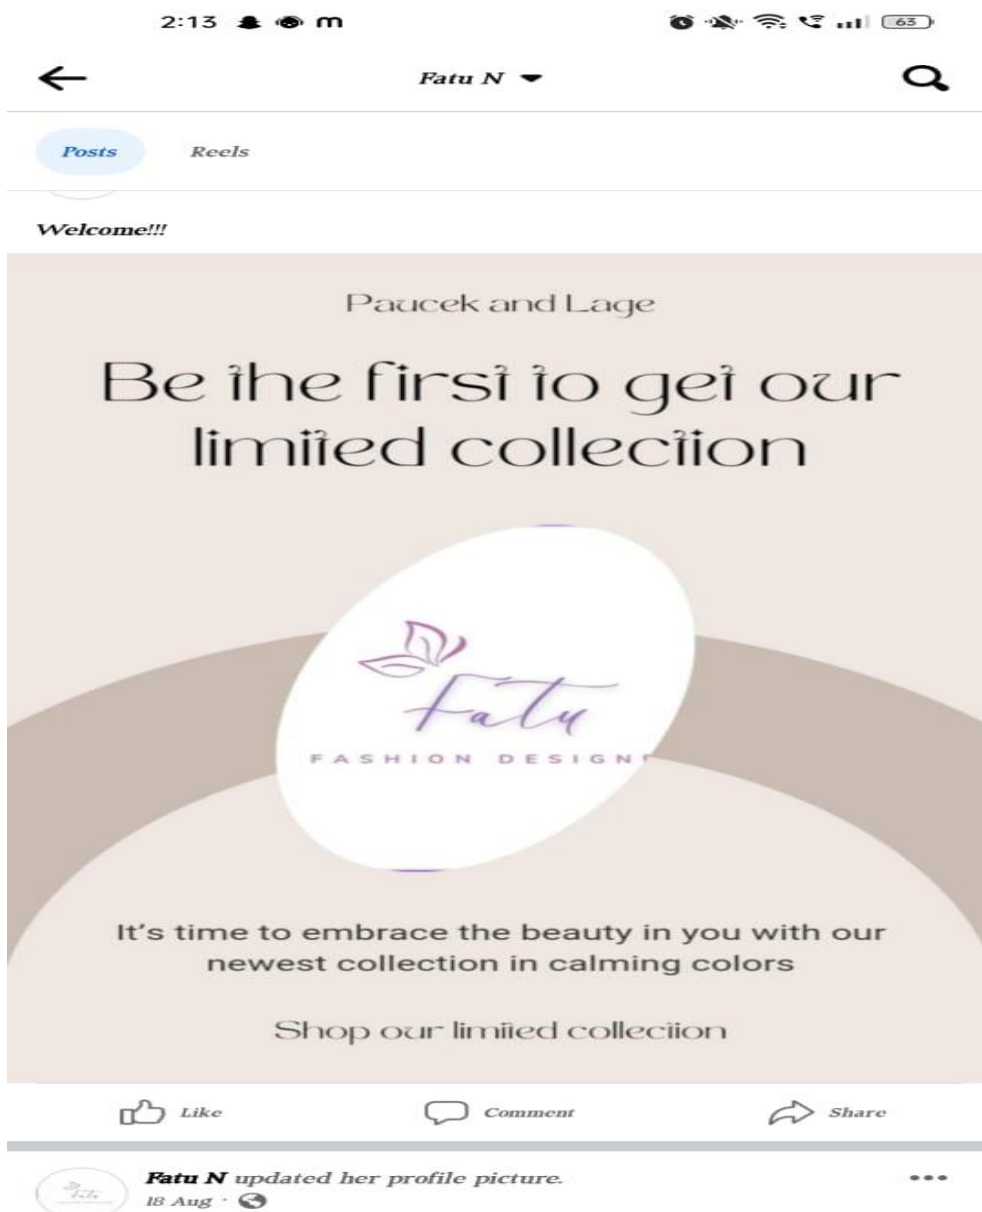 2:13 m 63
Fatu N
Posts Reels
Welcome!!!
Paucek and Lage
Be the first to get our
limited collection
Fatu
FASHION DESIGN
It's time to embrace the beauty in you with our
newest collection in calming colors
Shop our limited collection
Like Comment Share
Fatu N updated her profile picture.
18 Aug ·